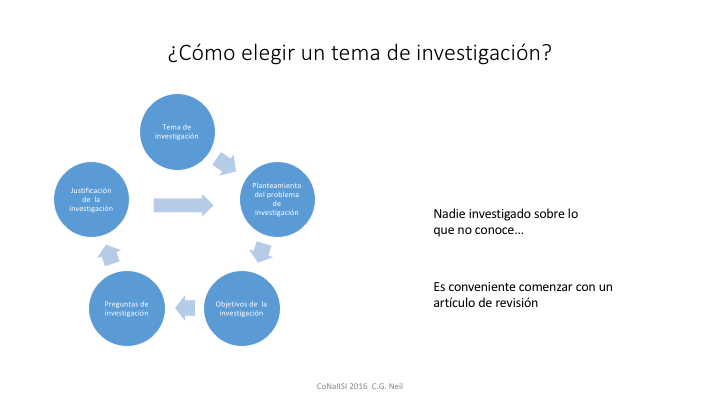 ¿Cómo elegir un tema de investigación?
Tema de
investigación
Planteamiento
del problema
de
investigación
Objetivos de la
investigación
Preguntas de
investigación
Justificación
de la
investigación
Nadie investigado sobre lo
que no conoce...
Es conveniente comenzar con un
artículo de revisión
CoNaIISI 2016 C.G. Neil